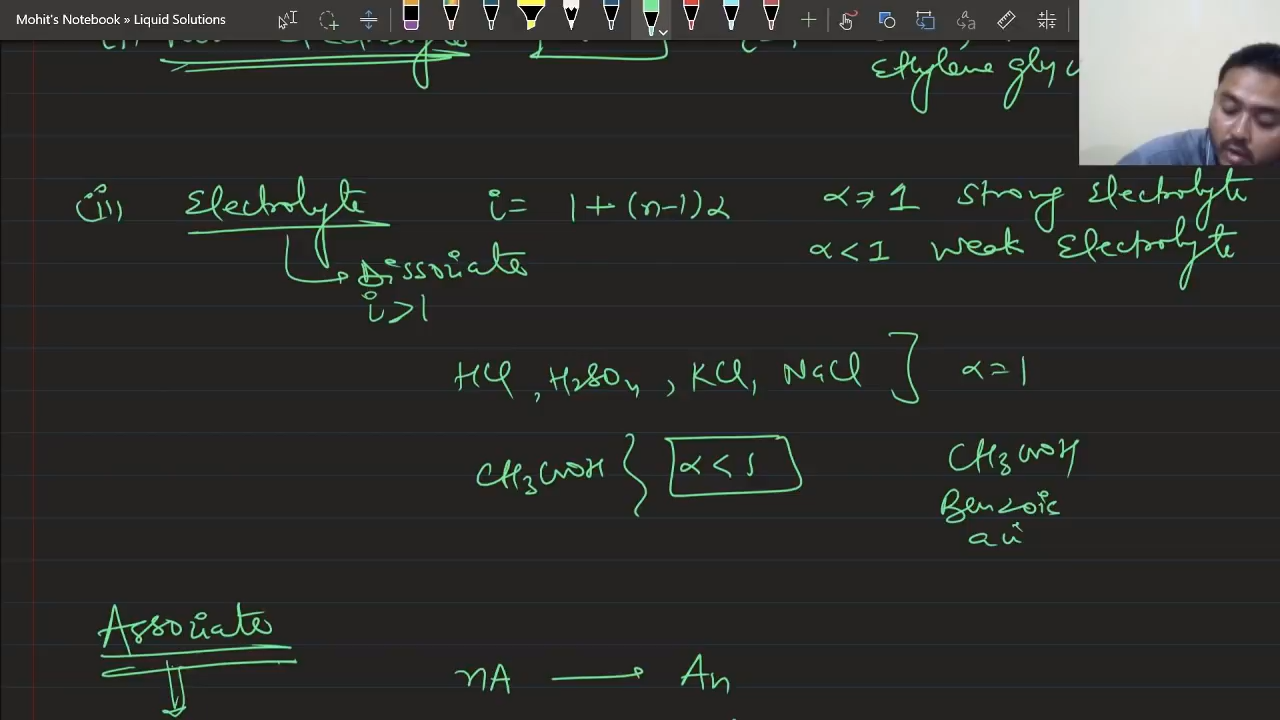 Mohit's Notebook » Liquid Solutions
Ethylene gly
(ii) Electrolyte i = 1 + (n-1)α α ⇒ 1 Strong Electrolyte
α < 1 Weak Electrolyte
Dissociate
i > 1
HCl, H2SO4, KCl, NaCl ] α = 1
CH3COOH } α < 1 CH3COOH
Benzoic
aci
Associate
nA ⟶ An